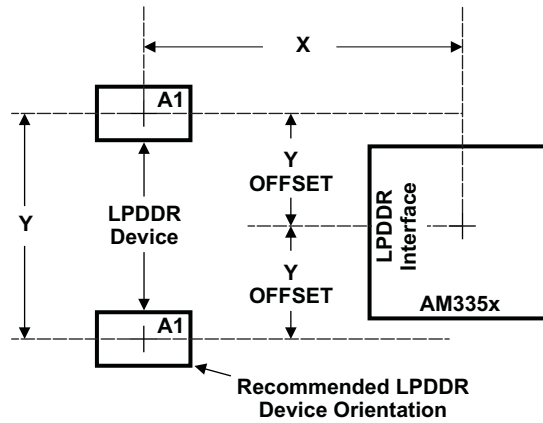 X
A1
Y
OFFSET
Y
LPDDR
Device
LPDDR
Interface
Y
OFFSET
AM335x
A1
Recommended LPDDR
Device Orientation